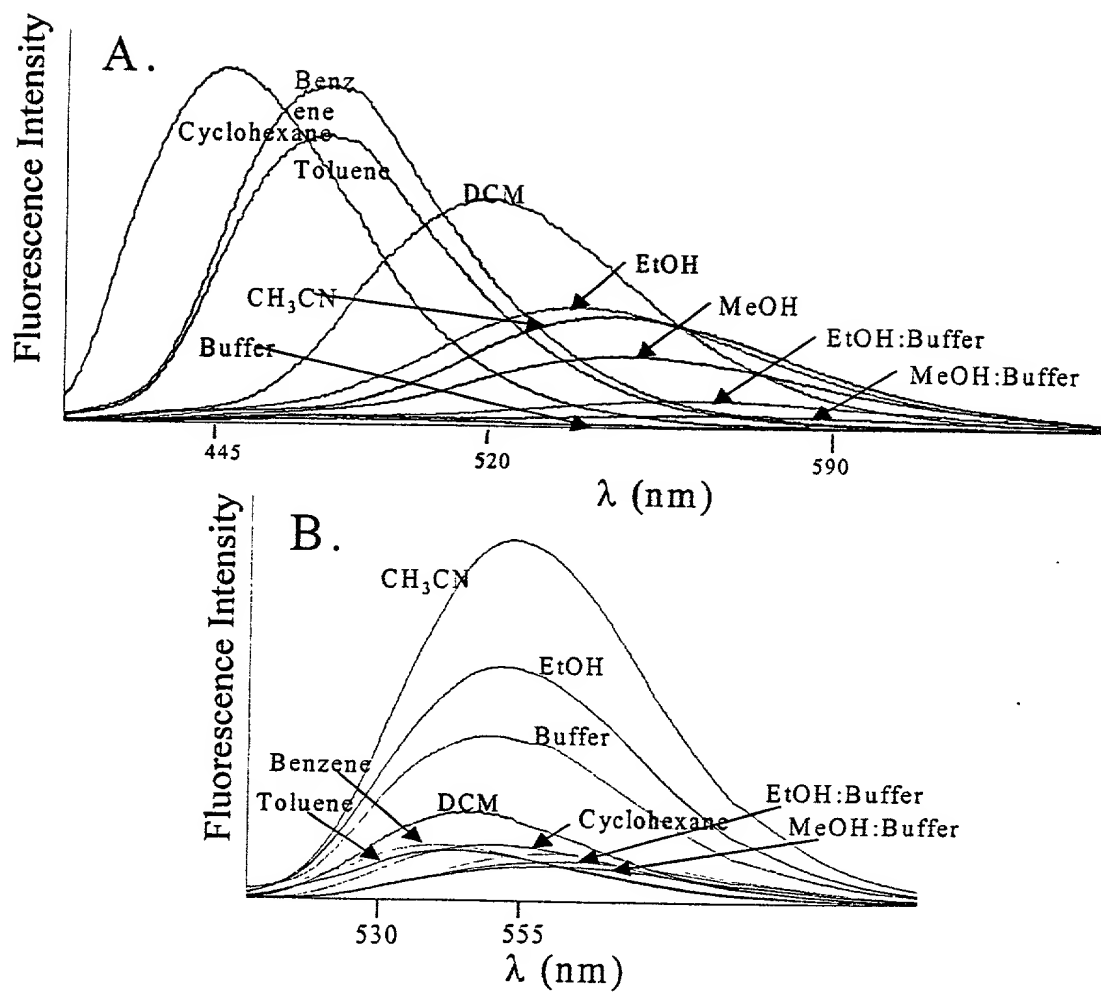 A.
Fluorescence Intensity
Benz
ene
Cyclohexane
Toluene
DCM
EtOH
CH₃CN
MeOH
Buffer
EtOH:Buffer
MeOH:Buffer
445
520
590
λ (nm)
B.
Fluorescence Intensity
CH₃CN
EtOH
Buffer
Benzene
Toluene
DCM
Cyclohexane
EtOH:Buffer
MeOH:Buffer
530
555
λ (nm)